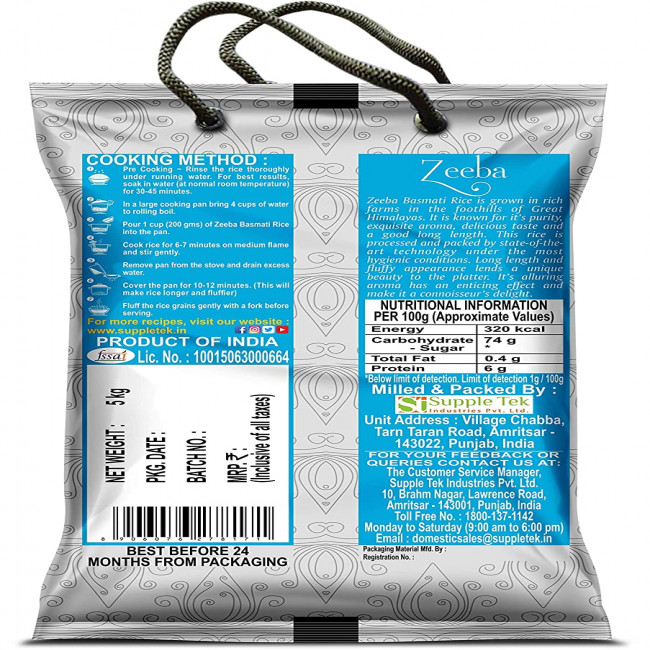 COOKING METHOD :
Pre Cooking ~ Rinse the rice thoroughly
under running water. For best results,
soak in water (at normal room temperature)
for 30-45 minutes.
In a large cooking pan bring 4 cups of water
to rolling boil.
Pour 1 cup (200 gms) of Zeeba Basmati Rice
into the pan.
Cook rice for 6-7 minutes on medium flame
and stir gently.
Remove pan from the stove and drain excess
water.
Cover the pan for 10-12 minutes. (This will
make rice longer and fluffier)
Fluff the rice grains gently with a fork before
serving.
For more recipes, visit our website :
www.suppletek.in
PRODUCT OF INDIA
fssai Lic. No. : 10015063000664
NET WEIGHT: 5 kg
PKG.DATE:
BATCH NO. :
MRP ₹:
(Inclusive of all taxes)
8 906076 278171
BEST BEFORE 24
MONTHS FROM PACKAGING
Zeeba
Zeeba Basmati Rice is grown in rich
farms in the foothills of Great
Himalayas. It is known for it's purity,
exquisite aroma, delicious taste and
a good long length. This rice is
processed and packed by state-of-the-
art technology under the most
hygienic conditions. Long length and
fluffy appearance lends a unique
beauty to the platter. It's alluring
aroma has an enticing effect and
make it a connoisseur's delight.
NUTRITIONAL INFORMATION
PER 100g (Approximate Values)
Energy 320 kcal
Carbohydrate 74 g
- Sugar *
Total Fat 0.4 g
Protein 6 g
*Below limit of detection. Limit of detection 1g / 100g
Milled & Packed By :
Si Supple Tek
Industries Pvt. Ltd.
Unit Address : Village Chabba,
Tarn Taran Road, Amritsar -
143022, Punjab, India
FOR YOUR FEEDBACK OR
QUERIES CONTACT US AT:
The Customer Service Manager,
Supple Tek Industries Pvt. Ltd.
10, Brahm Nagar, Lawrence Road,
Amritsar - 143001, Punjab, India
Toll Free No. : 1800-137-1142
Monday to Saturday (9:00 am to 6:00 pm)
Email : domesticsales@suppletek.in
Packaging Material Mfd. By :
Registration No. :